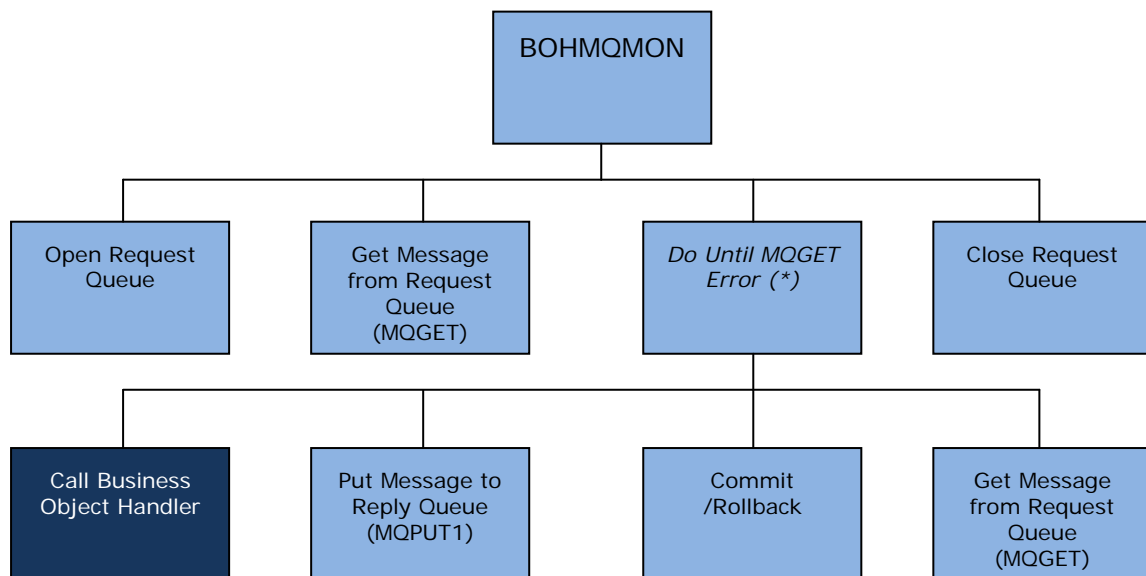 BOHMQMON
Open Request
Queue
Get Message
from Request
Queue
(MQGET)
Do Until MQGET
Error (*)
Close Request
Queue
Call Business
Object Handler
Put Message to
Reply Queue
(MQPUT1)
Commit
/Rollback
Get Message
from Request
Queue
(MQGET)